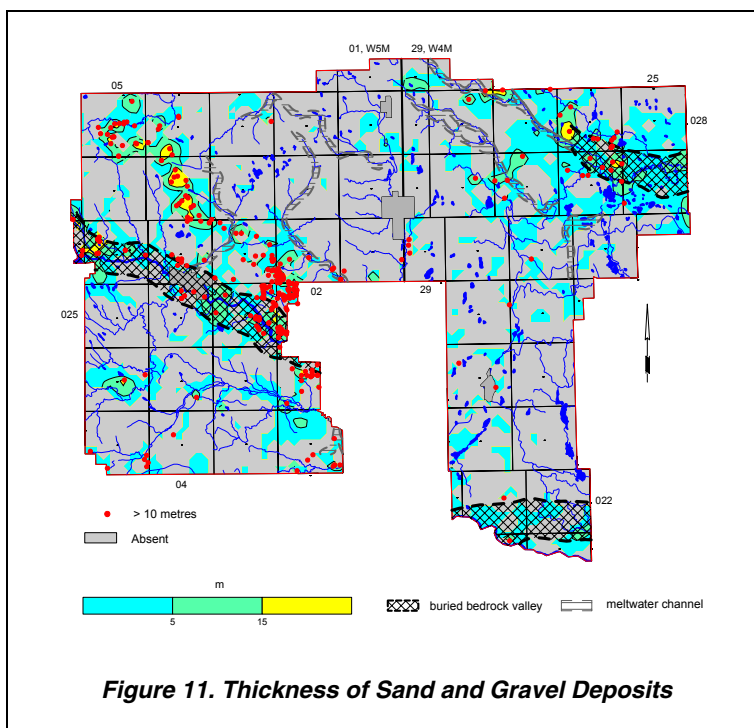 01, W5M 29, W4M
05
25
028
025
02
29
04
022
> 10 metres
Absent
m
5 15
buried bedrock valley
meltwater channel
Figure 11. Thickness of Sand and Gravel Deposits